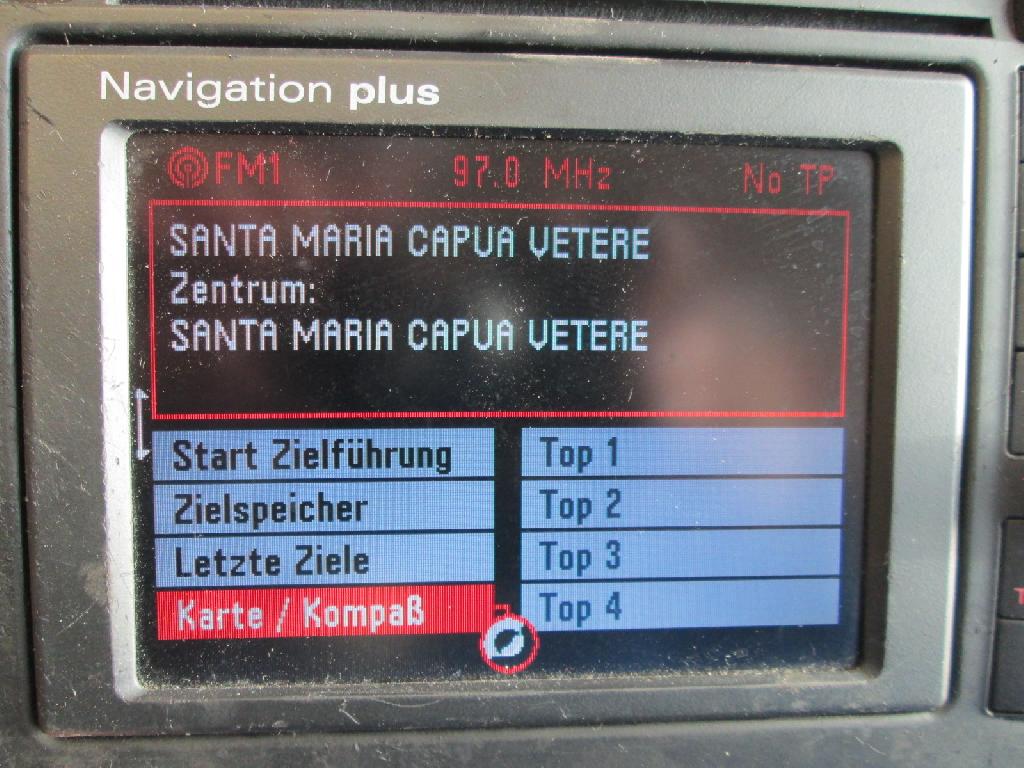 Navigation plus
FM1 97.0 MHz No TP
SANTA MARIA CAPUA VETERE
Zentrum:
SANTA MARIA CAPUA VETERE
Start Zielführung Top 1
Zielspeicher Top 2
Letzte Ziele Top 3
Karte / Kompaß Top 4